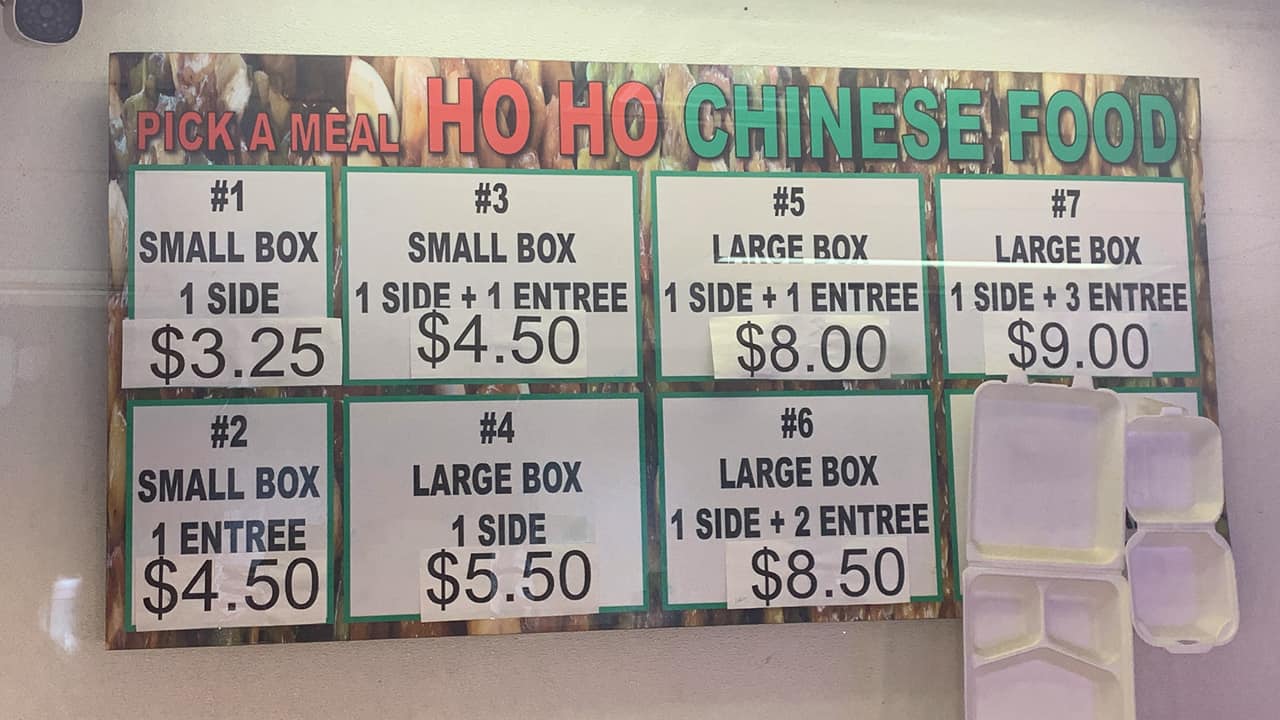 PICK A MEAL HO HO CHINESE FOOD
#1
SMALL BOX
1 SIDE
$3.25
#2
SMALL BOX
1 ENTREE
$4.50
#3
SMALL BOX
1 SIDE + 1 ENTREE
$4.50
#4
LARGE BOX
1 SIDE
$5.50
#5
LARGE BOX
1 SIDE + 1 ENTREE
$8.00
#6
LARGE BOX
1 SIDE + 2 ENTREE
$8.50
#7
LARGE BOX
1 SIDE + 3 ENTREE
$9.00